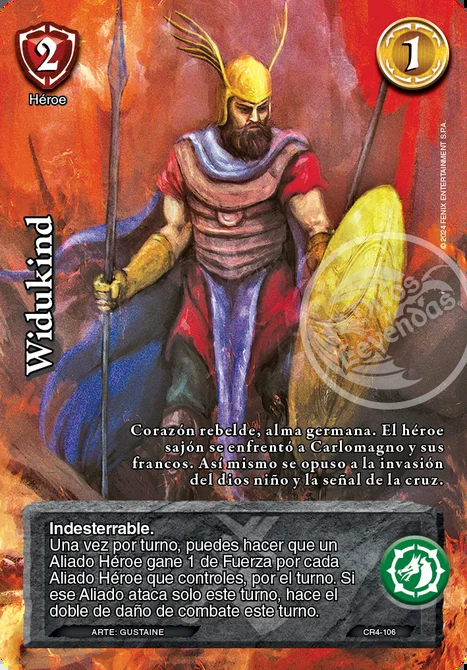 2
Héroe
1
Widukind
© 2024 FENIX ENTERTAINMENT S.P.A.
Mitos
Leyendas
Corazón rebelde, alma germana. El héroe
sajón se enfrentó a Carlomagno y sus
francos. Así mismo se opuso a la invasión
del dios niño y la señal de la cruz.
Indesterrable.
Una vez por turno, puedes hacer que un
Aliado Héroe gane 1 de Fuerza por cada
Aliado Héroe que controles, por el turno. Si
ese Aliado ataca solo este turno, hace el
doble de daño de combate este turno.
ARTE: GUSTAINE
CR4-106